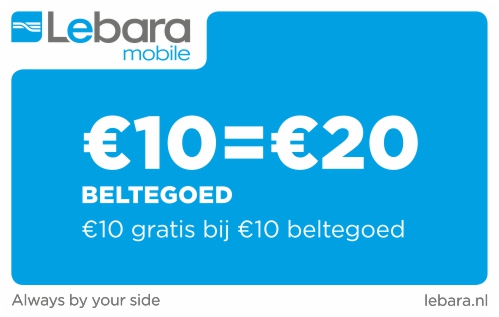 Lebara
mobile
€10=€20
BELTEGOED
€10 gratis bij €10 beltegoed
Always by your side
lebara.nl